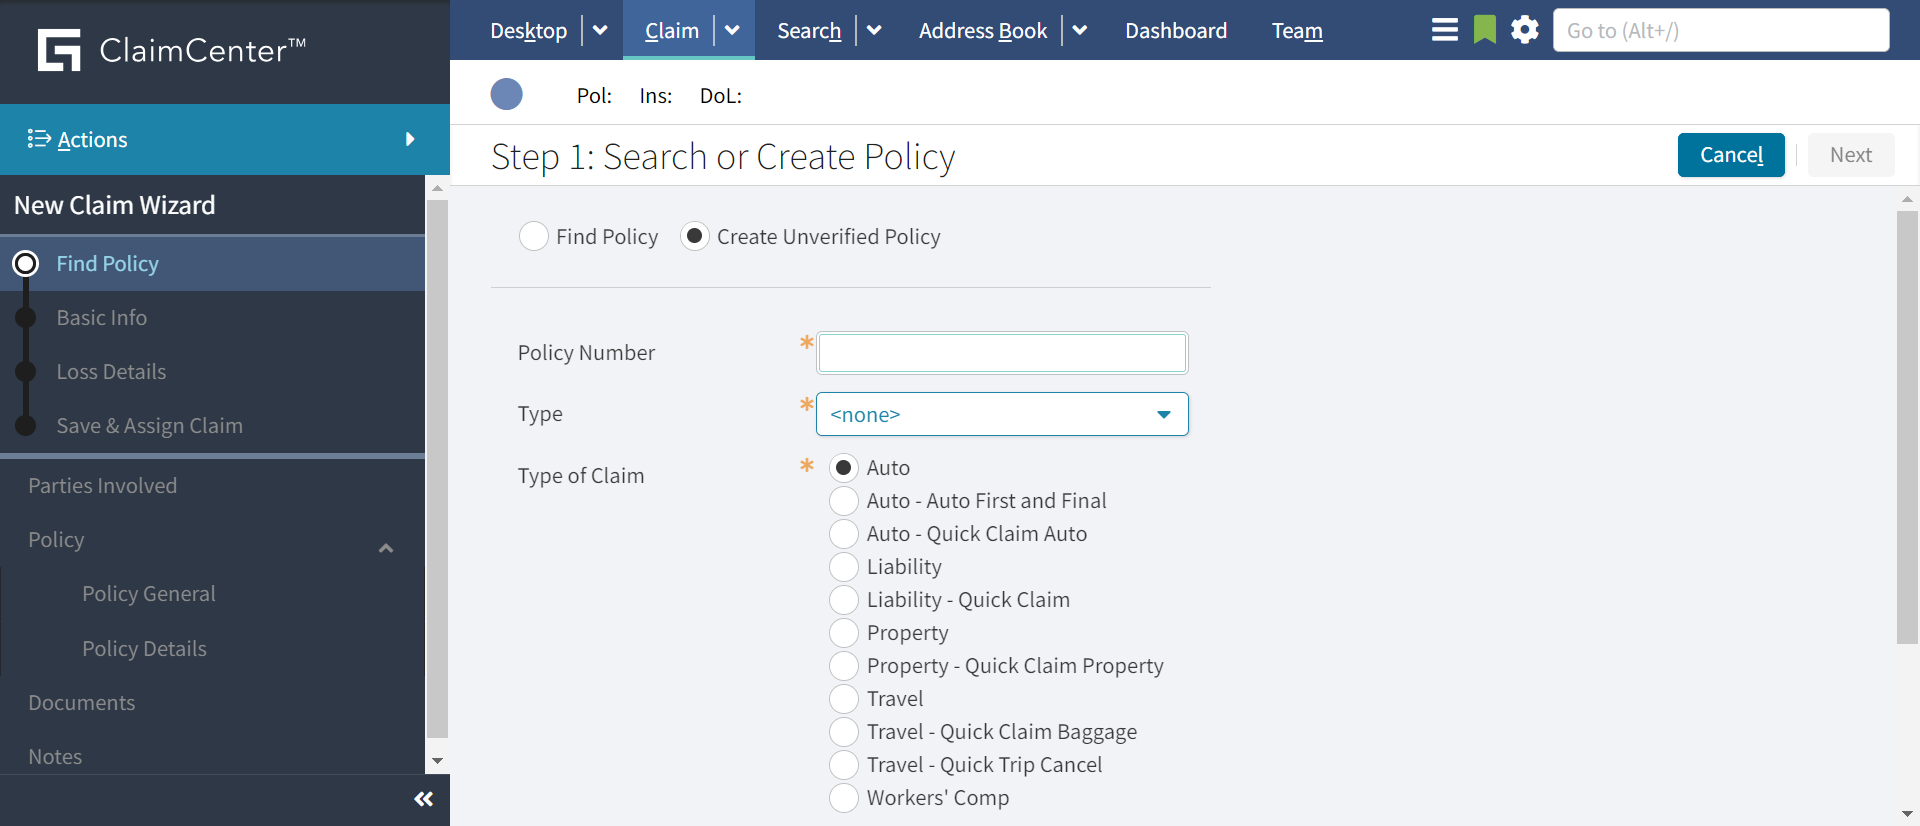 ClaimCenter™
Desktop
Claim
Search
Address Book
Dashboard
Team
Go to (Alt+/)
Pol: Ins: DoL:
Actions
Step 1: Search or Create Policy
Cancel
Next
New Claim Wizard
Find Policy
Basic Info
Loss Details
Save & Assign Claim
Parties Involved
Policy
Policy General
Policy Details
Documents
Notes
Find Policy
Create Unverified Policy
Policy Number *
Type * <none>
Type of Claim *
Auto
Auto - Auto First and Final
Auto - Quick Claim Auto
Liability
Liability - Quick Claim
Property
Property - Quick Claim Property
Travel
Travel - Quick Claim Baggage
Travel - Quick Trip Cancel
Workers' Comp